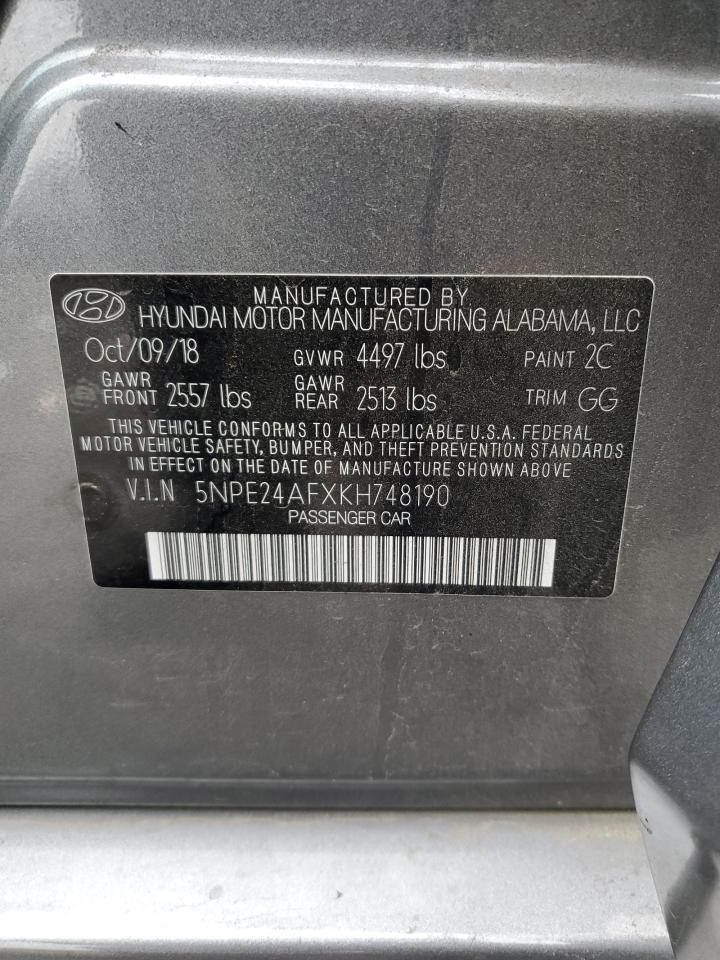 MANUFACTURED BY
HYUNDAI MOTOR MANUFACTURING ALABAMA, LLC
Oct/09/18 GVWR 4497 lbs PAINT 2C
GAWR FRONT 2557 lbs GAWR REAR 2513 lbs TRIM GG
THIS VEHICLE CONFORMS TO ALL APPLICABLE U.S.A. FEDERAL
MOTOR VEHICLE SAFETY, BUMPER, AND THEFT PREVENTION STANDARDS
IN EFFECT ON THE DATE OF MANUFACTURE SHOWN ABOVE
V.I.N 5NPE24AFXKH748190
PASSENGER CAR